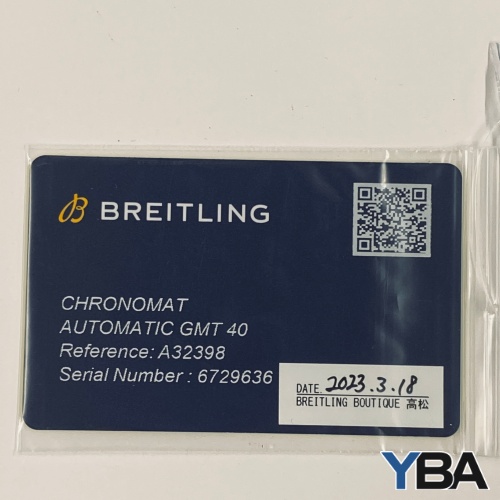 BREITLING
CHRONOMAT
AUTOMATIC GMT 40
Reference: A32398
Serial Number : 6729636
DATE. 2023.3.18
BREITLING BOUTIQUE 高松
YBA